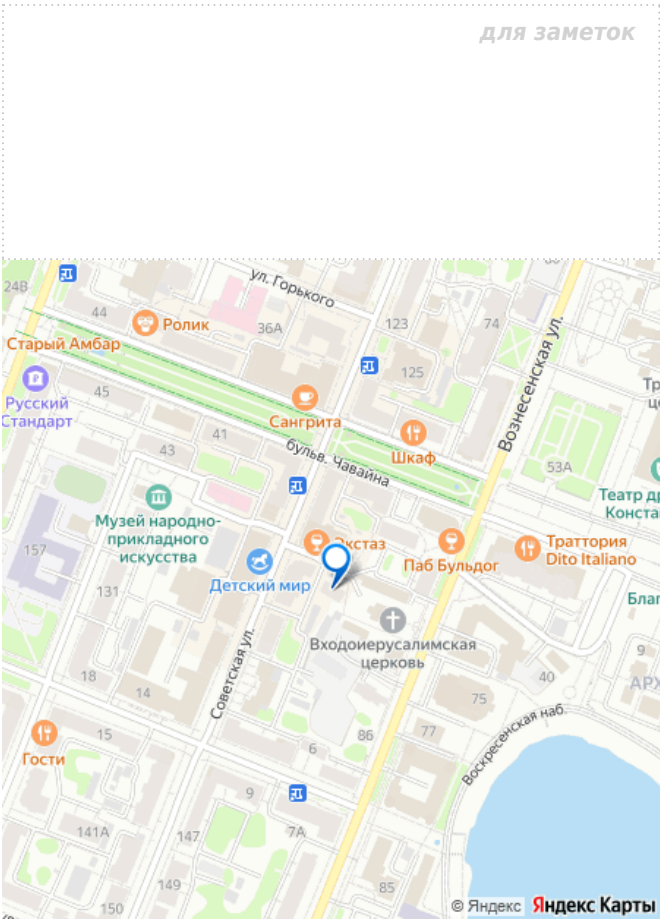 для заметок
24В
ул. Горького
44
Ролик
36А
123
74
Старый Амбар
125
Вознесенская ул.
Русский
Стандарт
45
Сангрита
41
43
бульв. Чавайна
Шкаф
53А
Театр др
Конста
Музей народно-
прикладного
искусства
157
Экстаз
Паб Бульдог
Траттория
Dito Italiano
Детский мир
131
Благ
Входоиерусалимская
церковь
9
Советская ул.
18
14
40
АРХ
75
Воскресенская наб.
15
Гости
6
86
77
9
141А
147
7А
149
150
85
© Яндекс Яндекс Карты